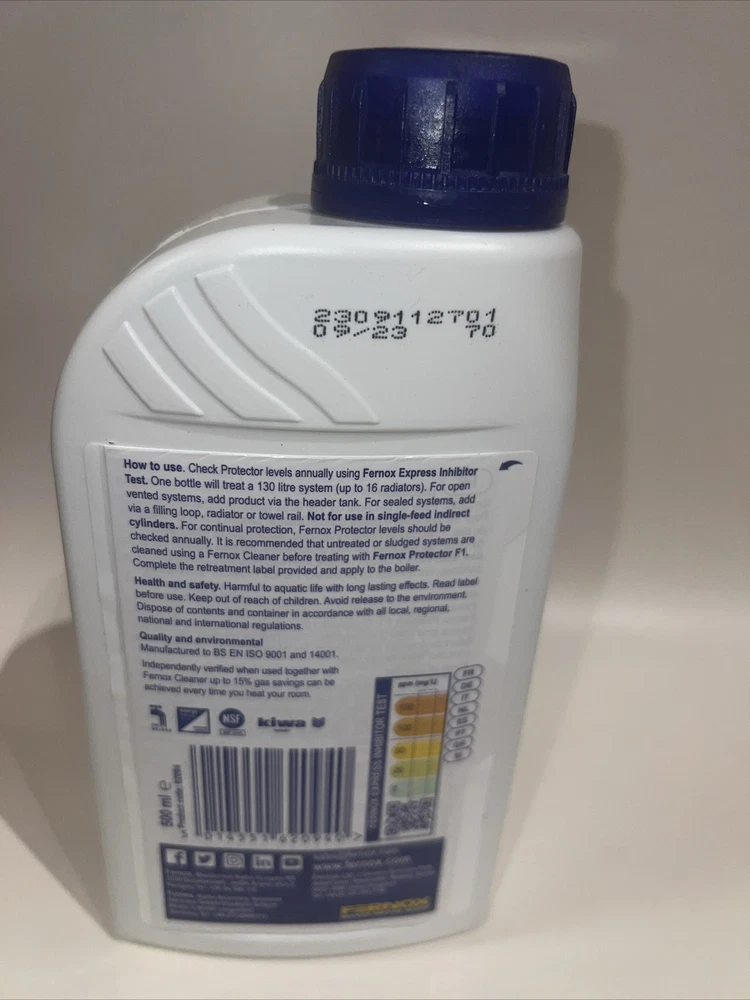 2309112701
09/23 70
How to use. Check Protector levels annually using Fernox Express Inhibitor
Test. One bottle will treat a 130 litre system (up to 16 radiators). For open
vented systems, add product via the header tank. For sealed systems, add
via a filling loop, radiator or towel rail. Not for use in single-feed indirect
cylinders. For continual protection, Fernox Protector levels should be
checked annually. It is recommended that untreated or sludged systems are
cleaned using a Fernox Cleaner before treating with Fernox Protector F1.
Complete the retreatment label provided and apply to the boiler.
Health and safety. Harmful to aquatic life with long lasting effects. Read label
before use. Keep out of reach of children. Avoid release to the environment.
Dispose of contents and container in accordance with all local, regional,
national and international regulations.
Quality and environmental
Manufactured to BS EN ISO 9001 and 14001.
Independently verified when used together with
Fernox Cleaner up to 15% gas savings can be
achieved every time you heat your room.
NSF
kiwa
500 ml e
Product code:
ppm (mg/L)
FERNOX EXPRESS INHIBITOR TEST
www.fernox.com
FERNOX